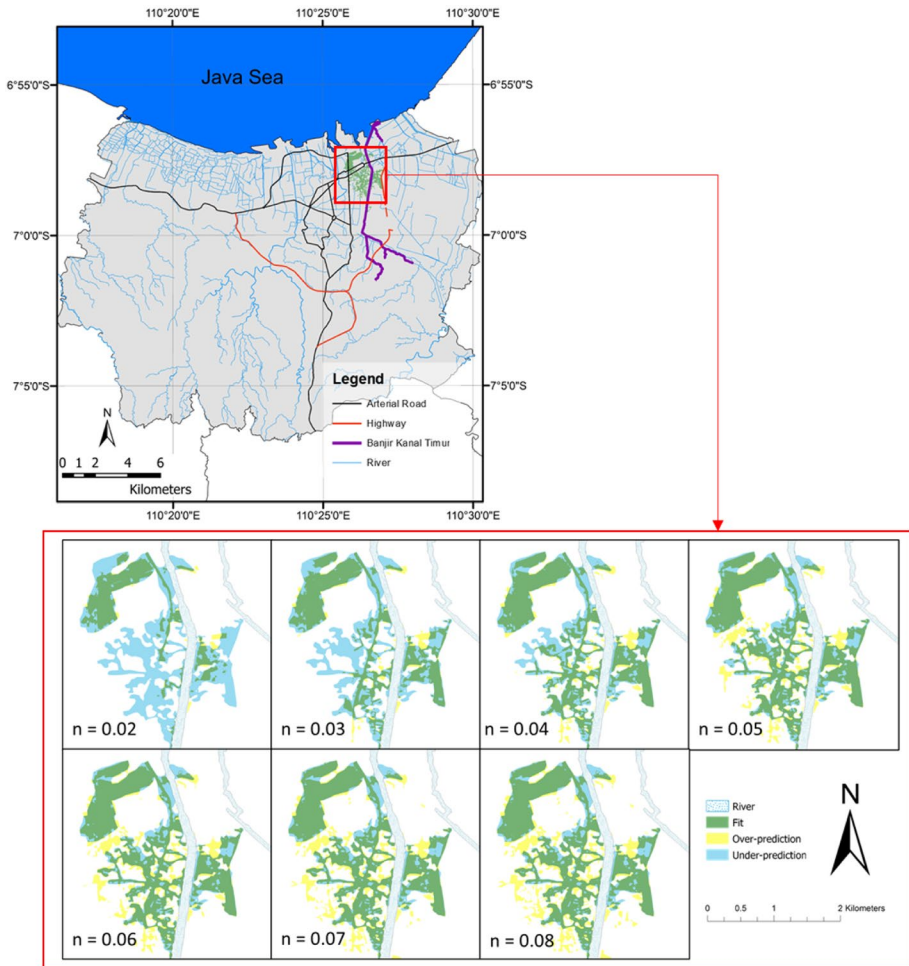 110°20'0"E 110°25'0"E 110°30'0"E
Java Sea
6°55'0"S 6°55'0"S
7°0'0"S 7°0'0"S
7°5'0"S 7°5'0"S
Legend
Arterial Road
Highway
Banjir Kanal Timur
River
N
0 1 2 4 6
Kilometers
110°20'0"E 110°25'0"E 110°30'0"E
n = 0.02 n = 0.03 n = 0.04 n = 0.05
n = 0.06 n = 0.07 n = 0.08
River
Fit
Over-prediction
Under-prediction
N
0 0.5 1 2 Kilometers